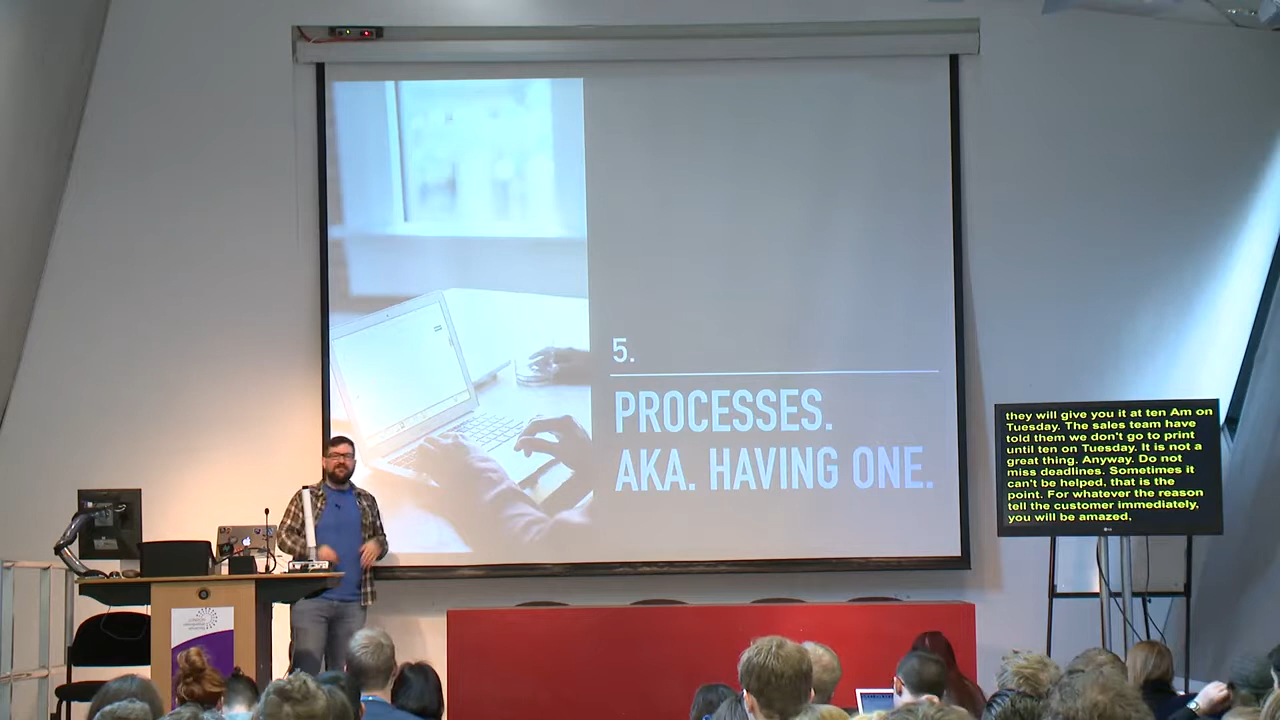 5.
PROCESSES.
AKA. HAVING ONE.
they will give you it at ten Am on
Tuesday. The sales team have
told them we don't go to print
until ten on Tuesday. It is not a
great thing. Anyway. Do not
miss deadlines. Sometimes it
can't be helped, that is the
point. For whatever the reason
tell the customer immediately,
you will be amazed,